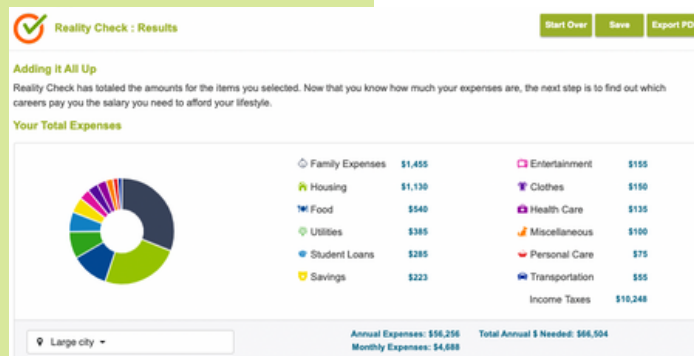 Reality Check : Results
Start Over
Save
Export PD
Adding it All Up
Reality Check has totaled the amounts for the items you selected. Now that you know how much your expenses are, the next step is to find out which
careers pay you the salary you need to afford your lifestyle.
Your Total Expenses
Family Expenses $1,455
Housing $1,130
Food $540
Utilities $385
Student Loans $285
Savings $223
Entertainment $155
Clothes $150
Health Care $135
Miscellaneous $100
Personal Care $75
Transportation $55
Income Taxes $10,248
Large city
Annual Expenses: $56,256 Total Annual $ Needed: $66,504
Monthly Expenses: $4,688